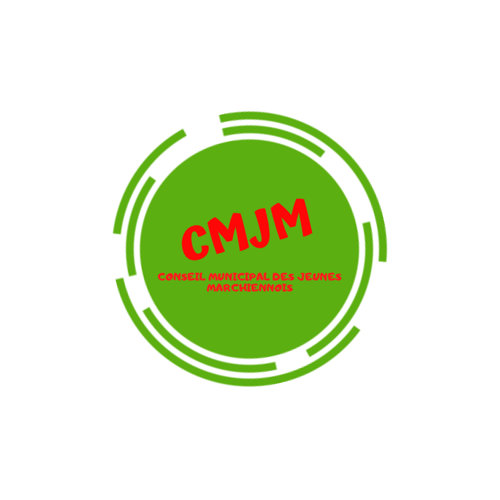 CMJM
CONSEIL MUNICIPAL DES JEUNES
MARCHIENNOIS